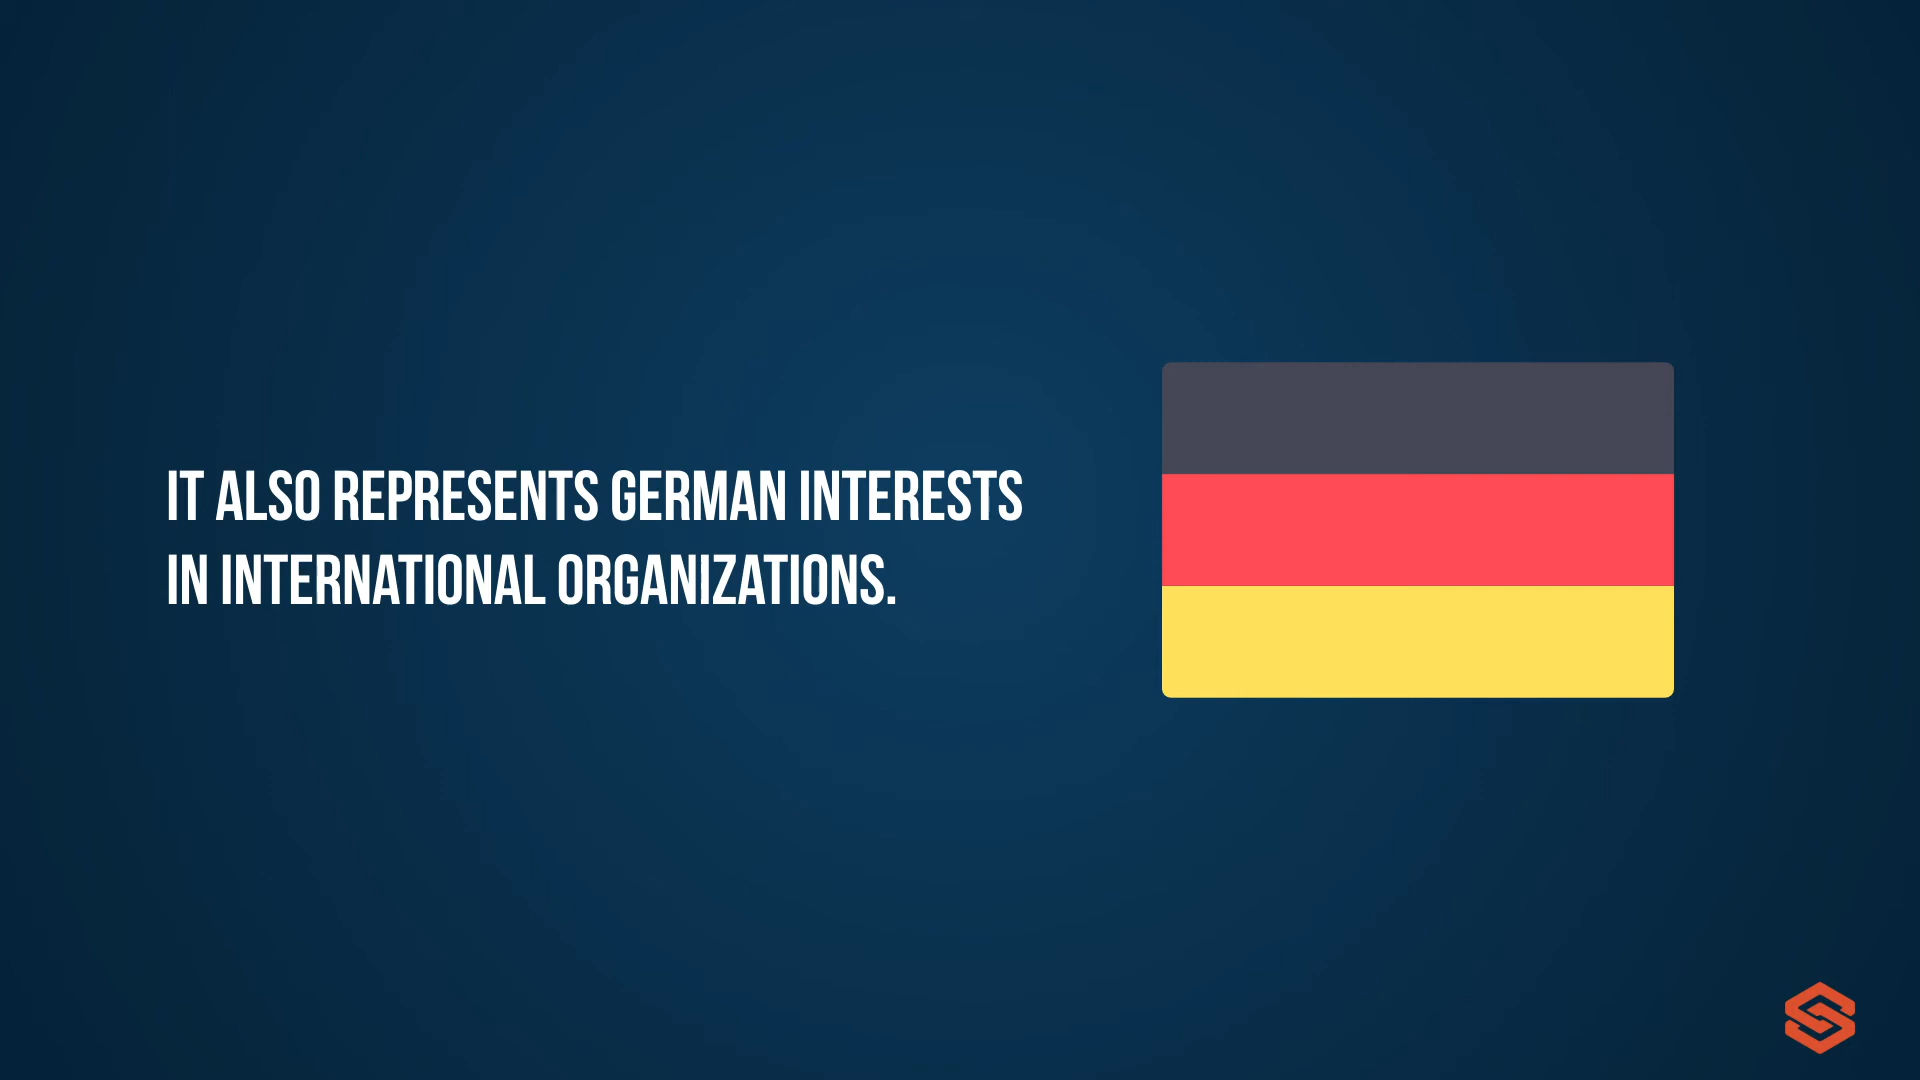 IT ALSO REPRESENTS GERMAN INTERESTS
IN INTERNATIONAL ORGANIZATIONS.